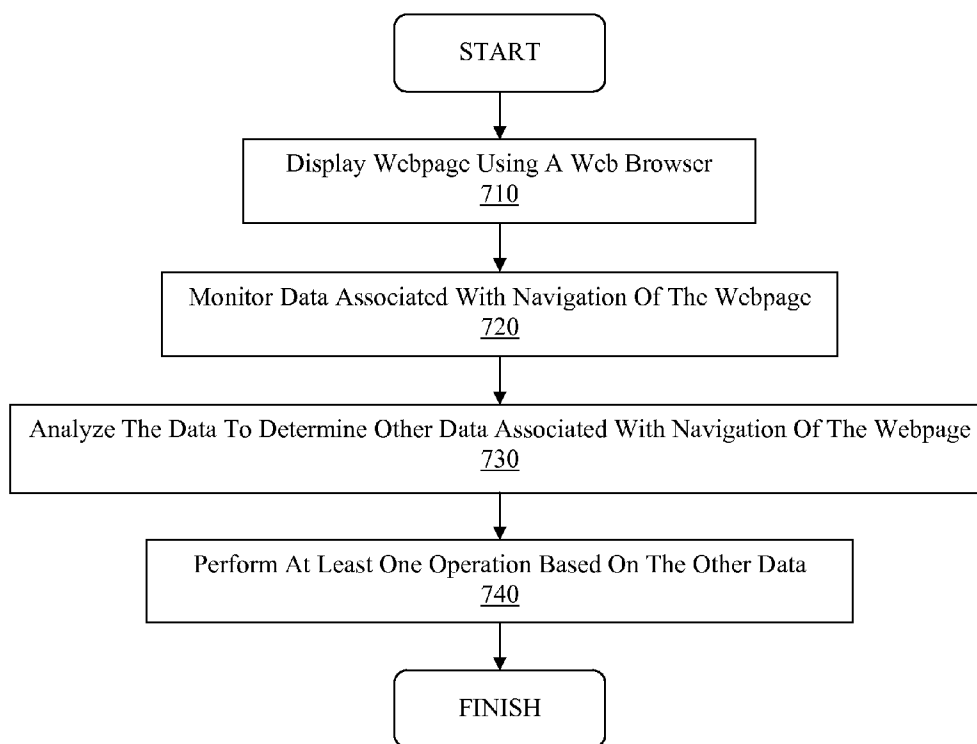 START
Display Webpage Using A Web Browser
710
Monitor Data Associated With Navigation Of The Webpage
720
Analyze The Data To Determine Other Data Associated With Navigation Of The Webpage
730
Perform At Least One Operation Based On The Other Data
740
FINISH